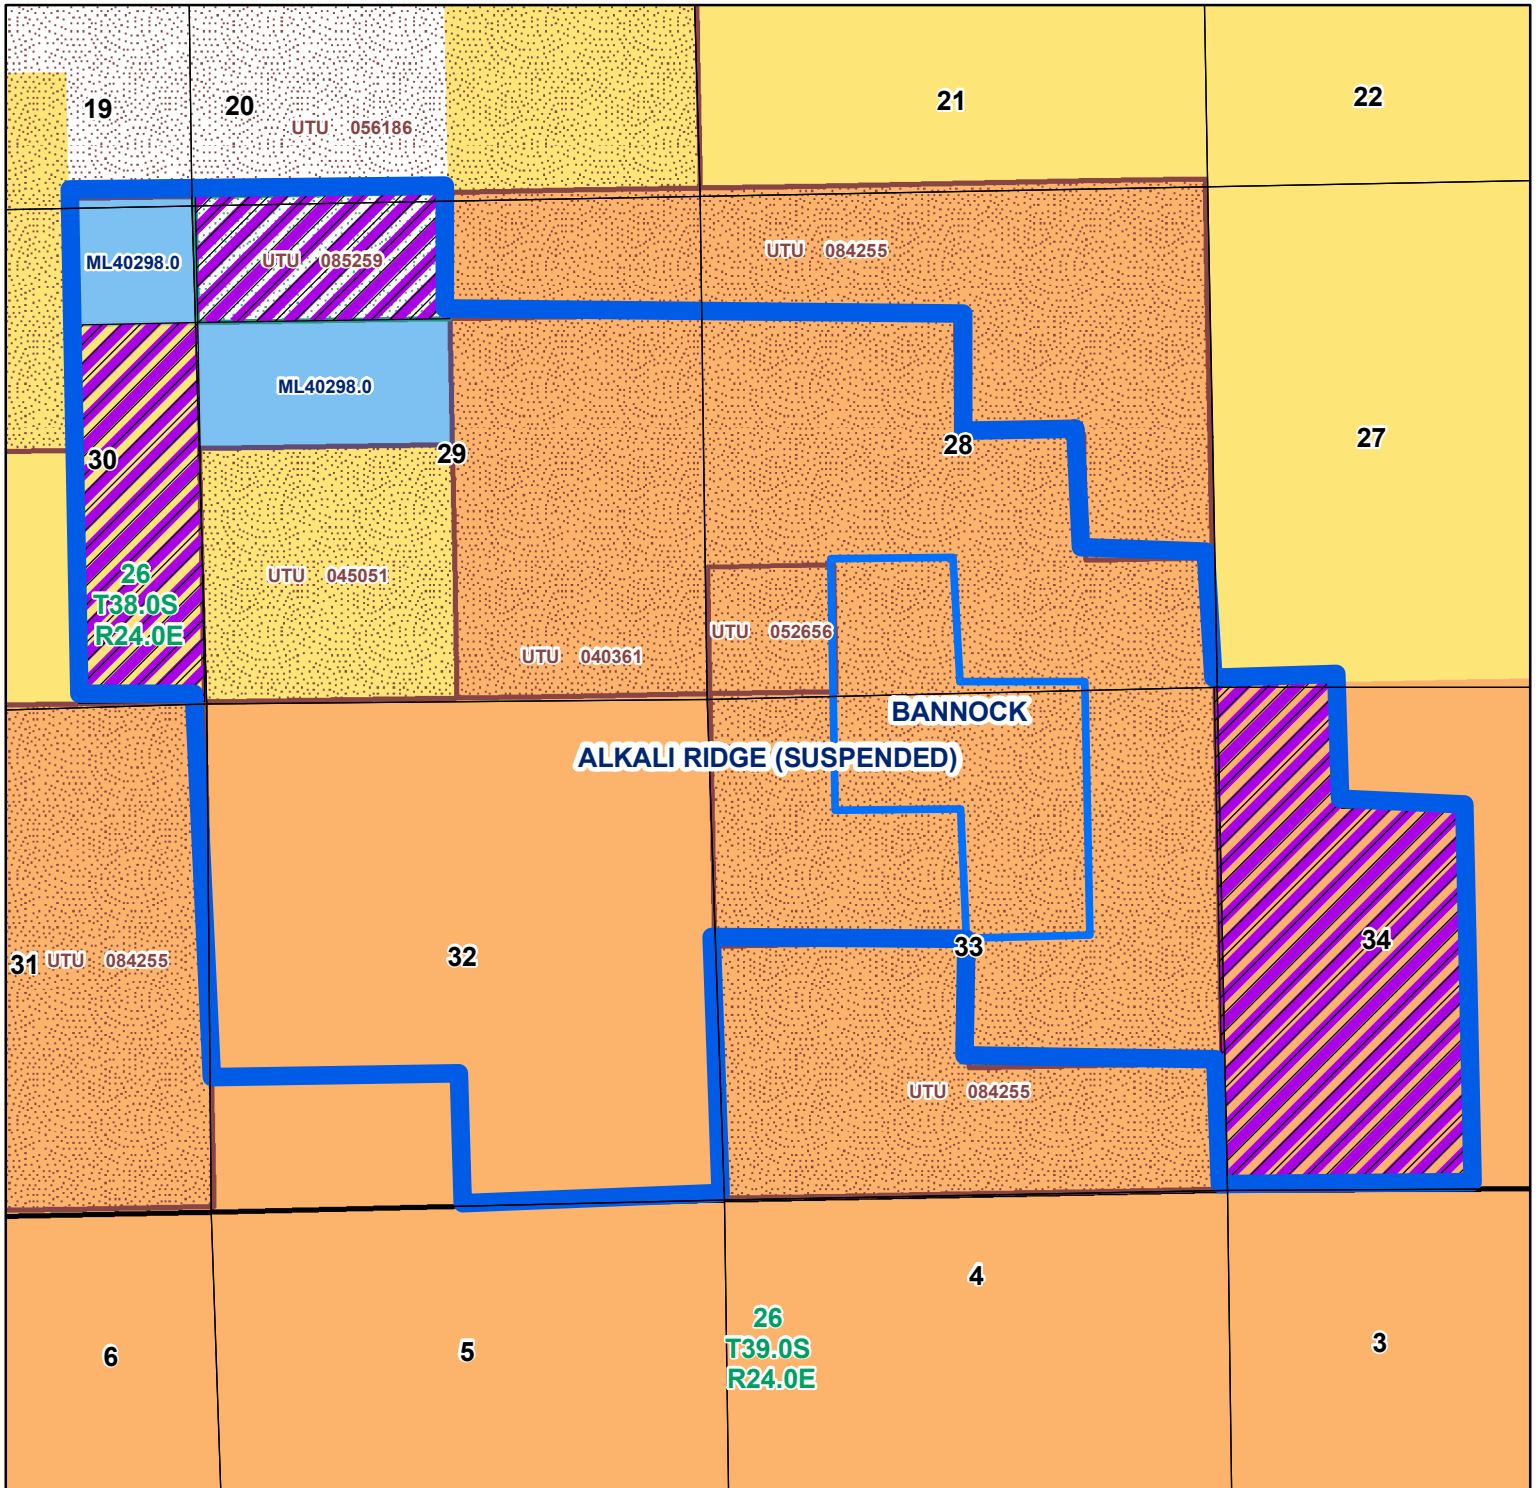 19
20
21
22
UTU 056186
ML40298.0
UTU 085259
UTU 084255
ML40298.0
30
29
28
27
26
T38.0S
R24.0E
UTU 045051
UTU 040361
UTU 052656
BANNOCK
ALKALI RIDGE (SUSPENDED)
31
UTU 084255
32
33
34
UTU 084255
6
5
26
T39.0S
R24.0E
4
3